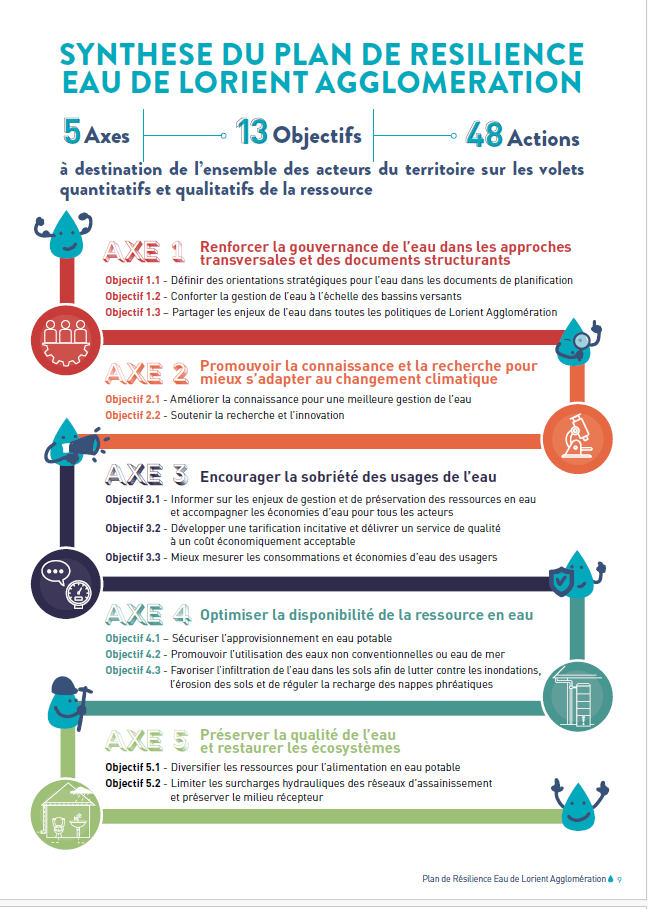 SYNTHESE DU PLAN DE RESILIENCE
EAU DE LORIENT AGGLOMERATION
5 Axes 13 Objectifs 48 Actions
à destination de l'ensemble des acteurs du territoire sur les volets
quantitatifs et qualitatifs de la ressource
AXE 1 Renforcer la gouvernance de l'eau dans les approches
transversales et des documents structurants
Objectif 1.1 - Définir des orientations stratégiques pour l'eau dans les documents de planification
Objectif 1.2 - Conforter la gestion de l'eau à l'échelle des bassins versants
Objectif 1.3 – Partager les enjeux de l'eau dans toutes les politiques de Lorient Agglomération
AXE 2 Promouvoir la connaissance et la recherche pour
mieux s'adapter au changement climatique
Objectif 2.1 - Améliorer la connaissance pour une meilleure gestion de l'eau
Objectif 2.2 - Soutenir la recherche et l'innovation
AXE 3 Encourager la sobriété des usages de l'eau
Objectif 3.1 - Informer sur les enjeux de gestion et de préservation des ressources en eau
et accompagner les économies d'eau pour tous les acteurs
Objectif 3.2 - Développer une tarification incitative et délivrer un service de qualité
à un coût économiquement acceptable
Objectif 3.3 - Mieux mesurer les consommations et économies d'eau des usagers
AXE 4 Optimiser la disponibilité de la ressource en eau
Objectif 4.1 – Sécuriser l'approvisionnement en eau potable
Objectif 4.2 - Promouvoir l'utilisation des eaux non conventionnelles ou eau de mer
Objectif 4.3 - Favoriser l'infiltration de l'eau dans les sols afin de lutter contre les inondations,
l'érosion des sols et de réguler la recharge des nappes phréatiques
AXE 5 Préserver la qualité de l'eau
et restaurer les écosystèmes
Objectif 5.1 - Diversifier les ressources pour l'alimentation en eau potable
Objectif 5.2 - Limiter les surcharges hydrauliques des réseaux d'assainissement
et préserver le milieu récepteur
Plan de Résilience Eau de Lorient Agglomération 9